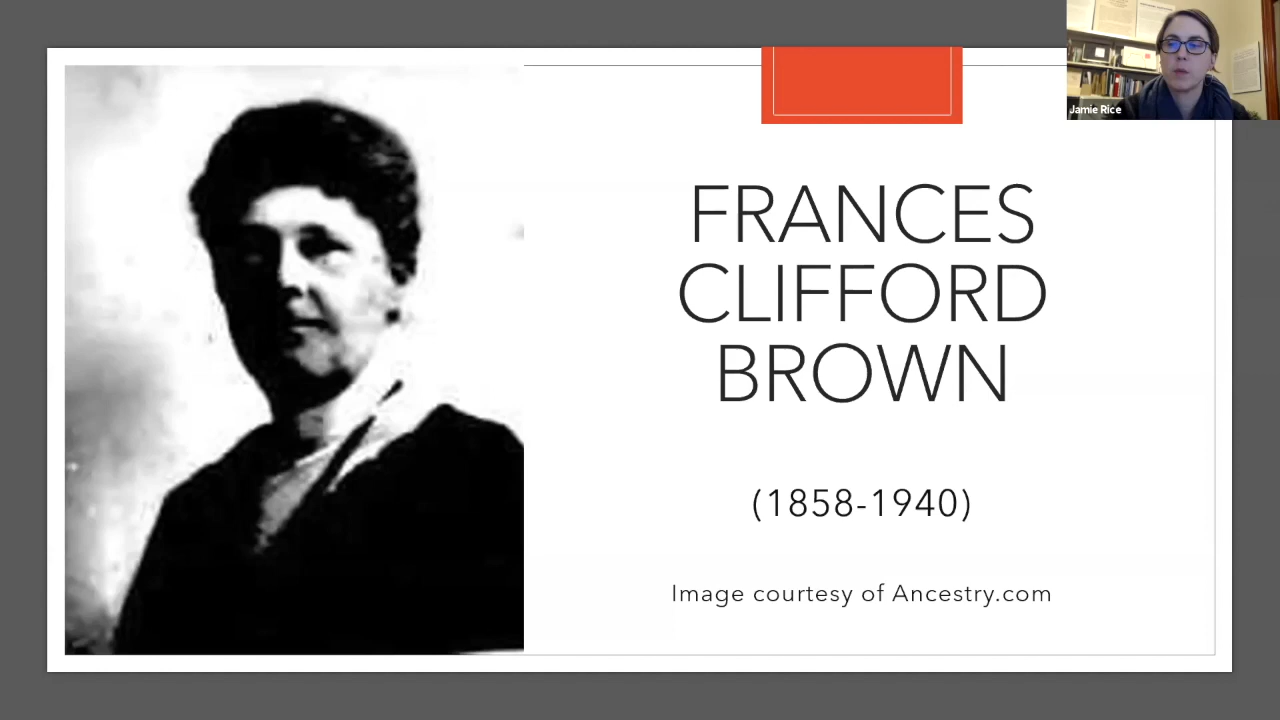 Jamie Rice
FRANCES
CLIFFORD
BROWN
(1858-1940)
Image courtesy of Ancestry.com